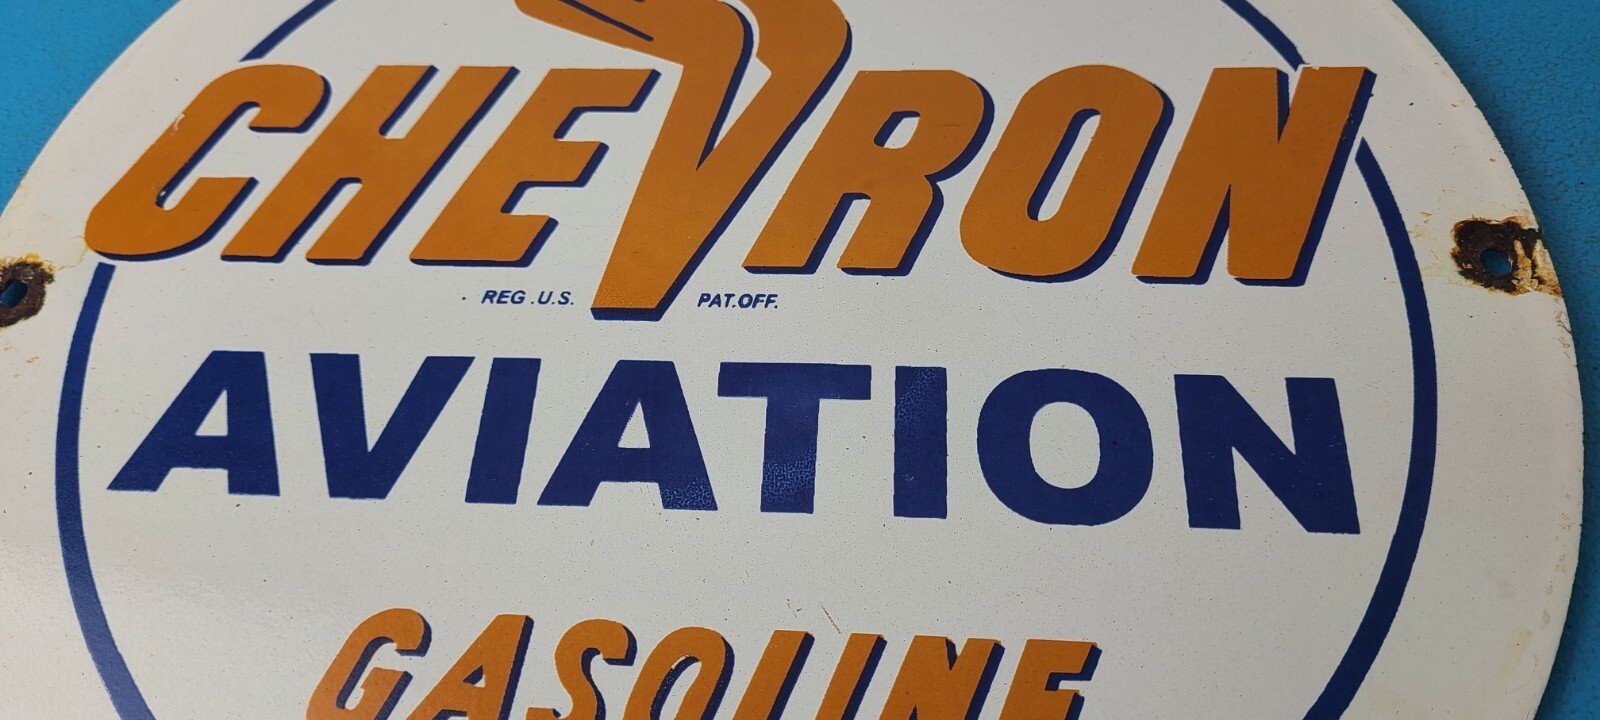 CHEVRON
REG .U.S. PAT.OFF.
AVIATION
GASOLINE